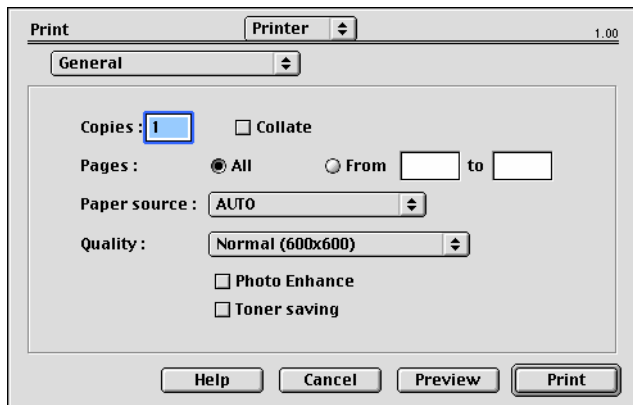 Print Printer 1.00
General
Copies : 1 Collate
Pages : All From to
Paper source : AUTO
Quality : Normal (600x600)
Photo Enhance
Toner saving
Help Cancel Preview Print